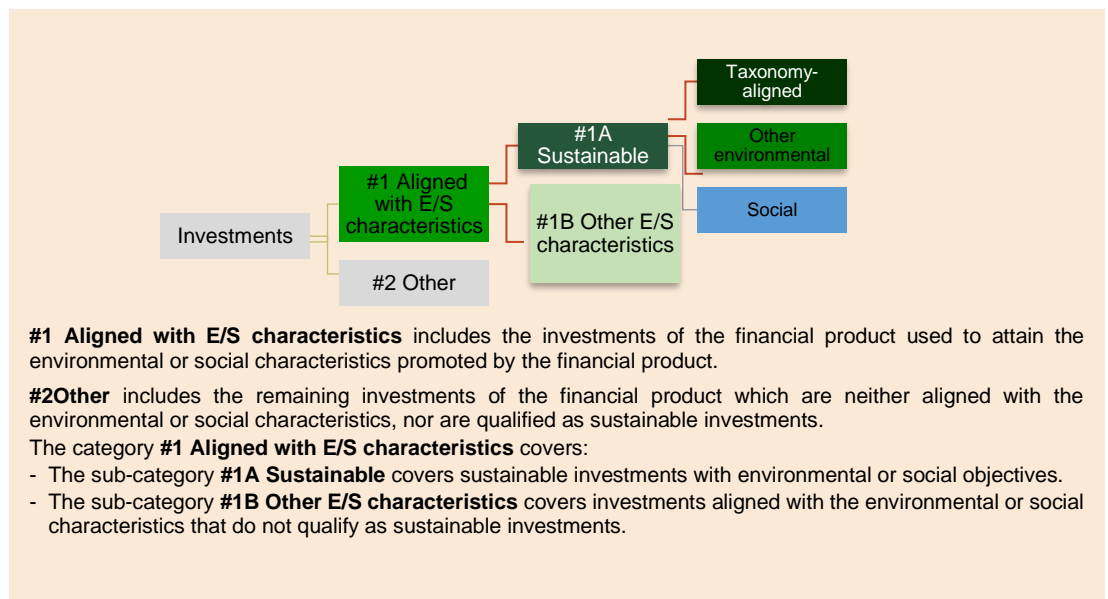 Taxonomy-
aligned
#1A
Sustainable
Other
environmental
#1 Aligned
with E/S
characteristics
Social
#1B Other E/S
characteristics
Investments
#2 Other
#1 Aligned with E/S characteristics includes the investments of the financial product used to attain the
environmental or social characteristics promoted by the financial product.
#2Other includes the remaining investments of the financial product which are neither aligned with the
environmental or social characteristics, nor are qualified as sustainable investments.
The category #1 Aligned with E/S characteristics covers:
- The sub-category #1A Sustainable covers sustainable investments with environmental or social objectives.
- The sub-category #1B Other E/S characteristics covers investments aligned with the environmental or social
characteristics that do not qualify as sustainable investments.